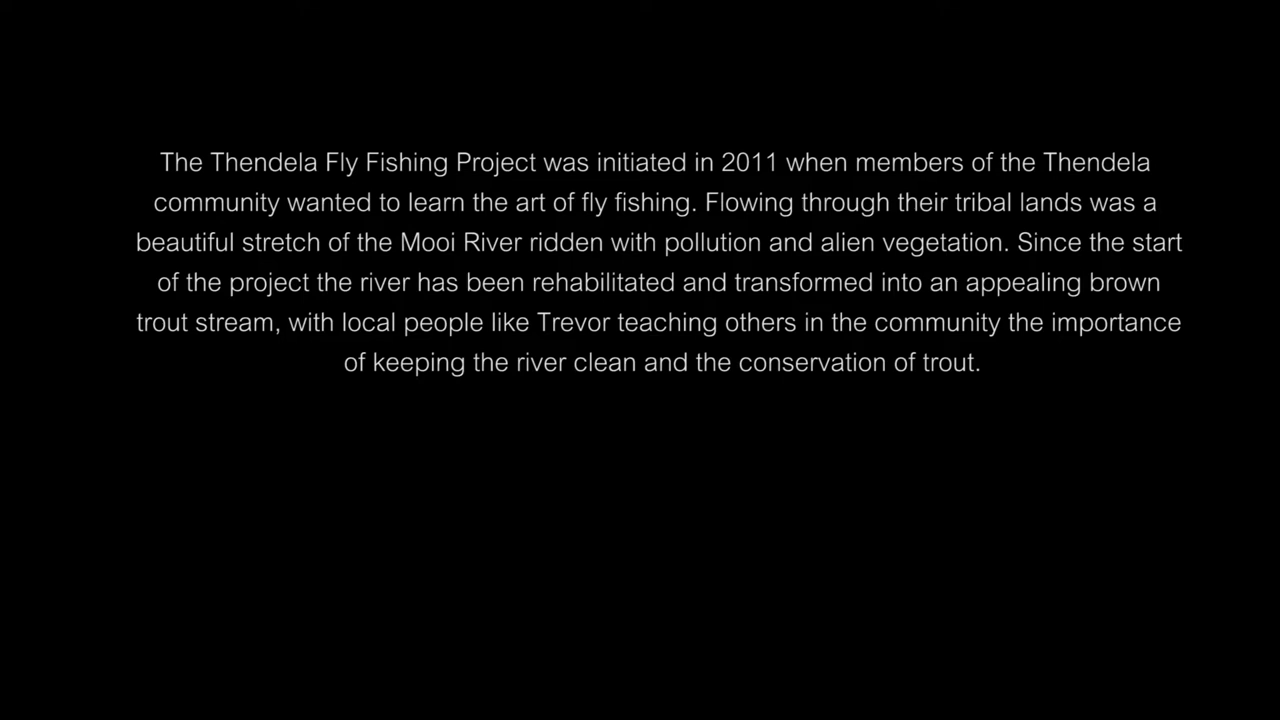 The Thendela Fly Fishing Project was initiated in 2011 when members of the Thendela
community wanted to learn the art of fly fishing. Flowing through their tribal lands was a
beautiful stretch of the Mooi River ridden with pollution and alien vegetation. Since the start
of the project the river has been rehabilitated and transformed into an appealing brown
trout stream, with local people like Trevor teaching others in the community the importance
of keeping the river clean and the conservation of trout.